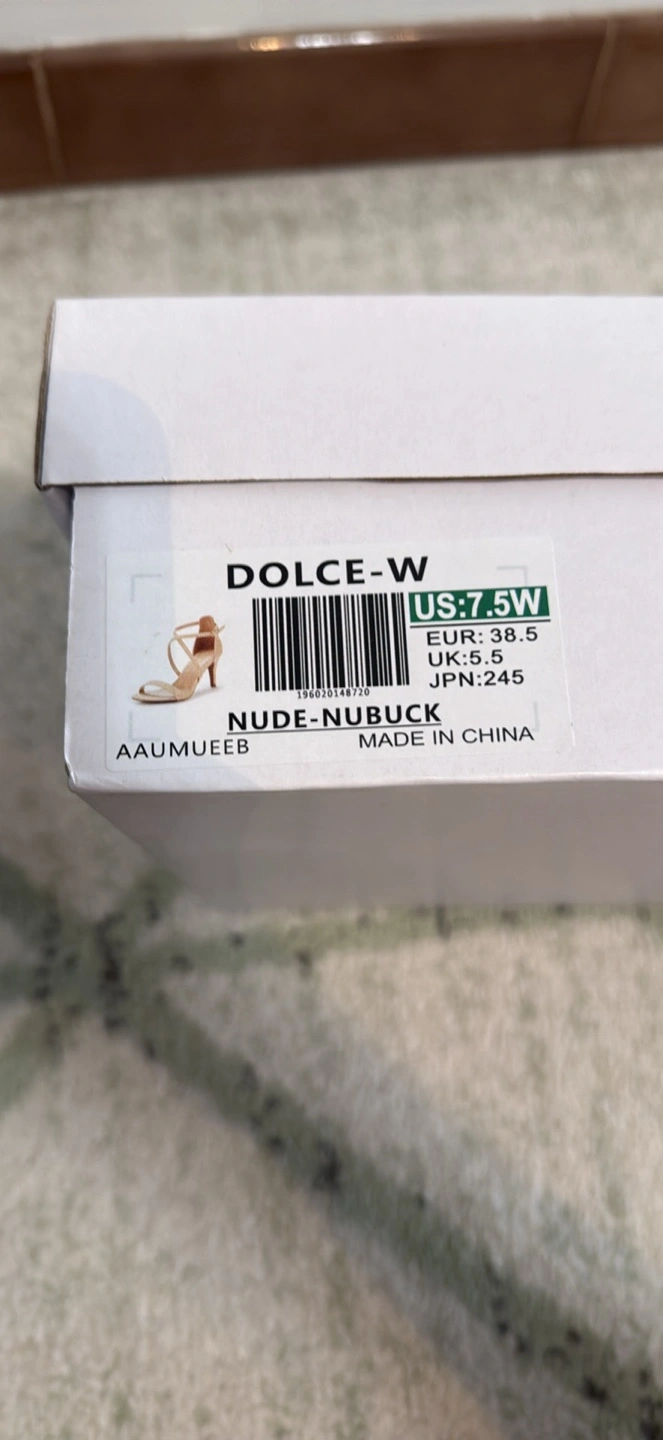 DOLCE-W
US:7.5W
EUR: 38.5
UK:5.5
JPN:245
196020148720
NUDE-NUBUCK
AAUMUEEB
MADE IN CHINA